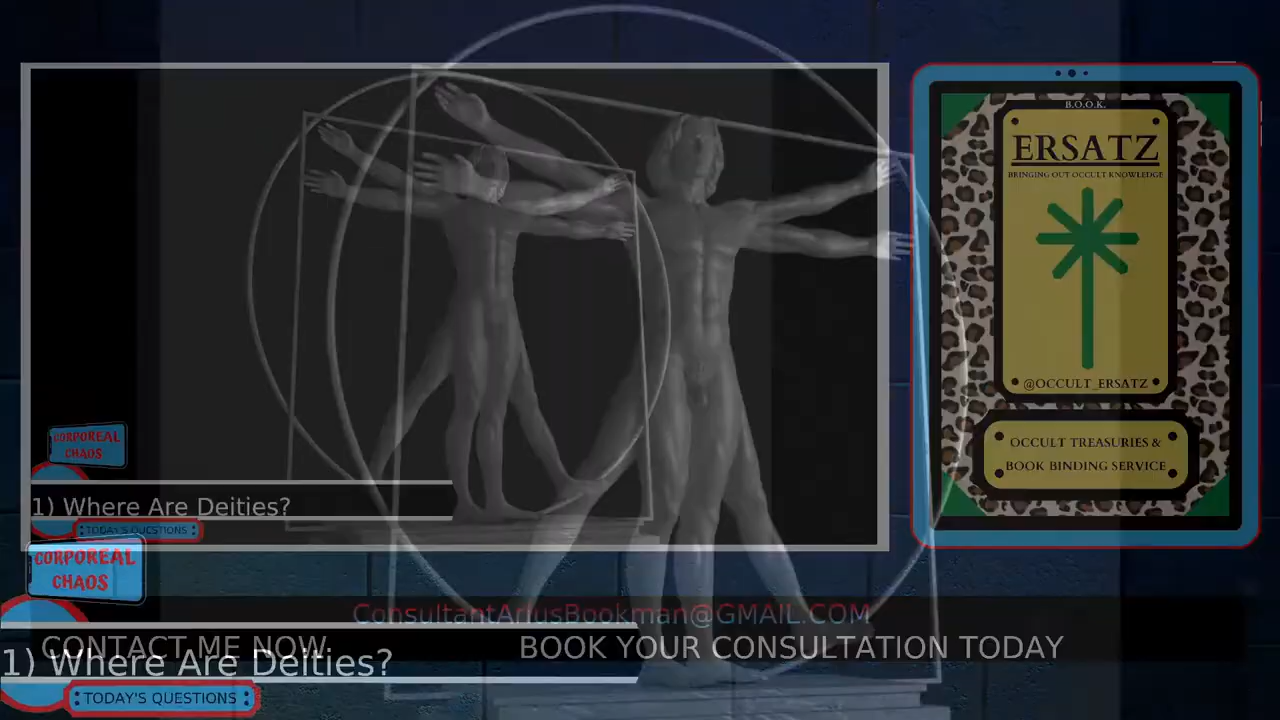 B.O.O.K.
ERSATZ
BRINGING OUT OCCULT KNOWLEDGE
@OCCULT_ERSATZ
OCCULT TREASURIES &
BOOK BINDING SERVICE
CORPOREAL
CHAOS
1) Where Are Deities?
TODAY'S QUESTIONS
CORPOREAL
CHAOS
ConsultantAriusBookman@GMAIL.COM
CONTACT ME NOW
BOOK YOUR CONSULTATION TODAY
1) Where Are Deities?
TODAY'S QUESTIONS